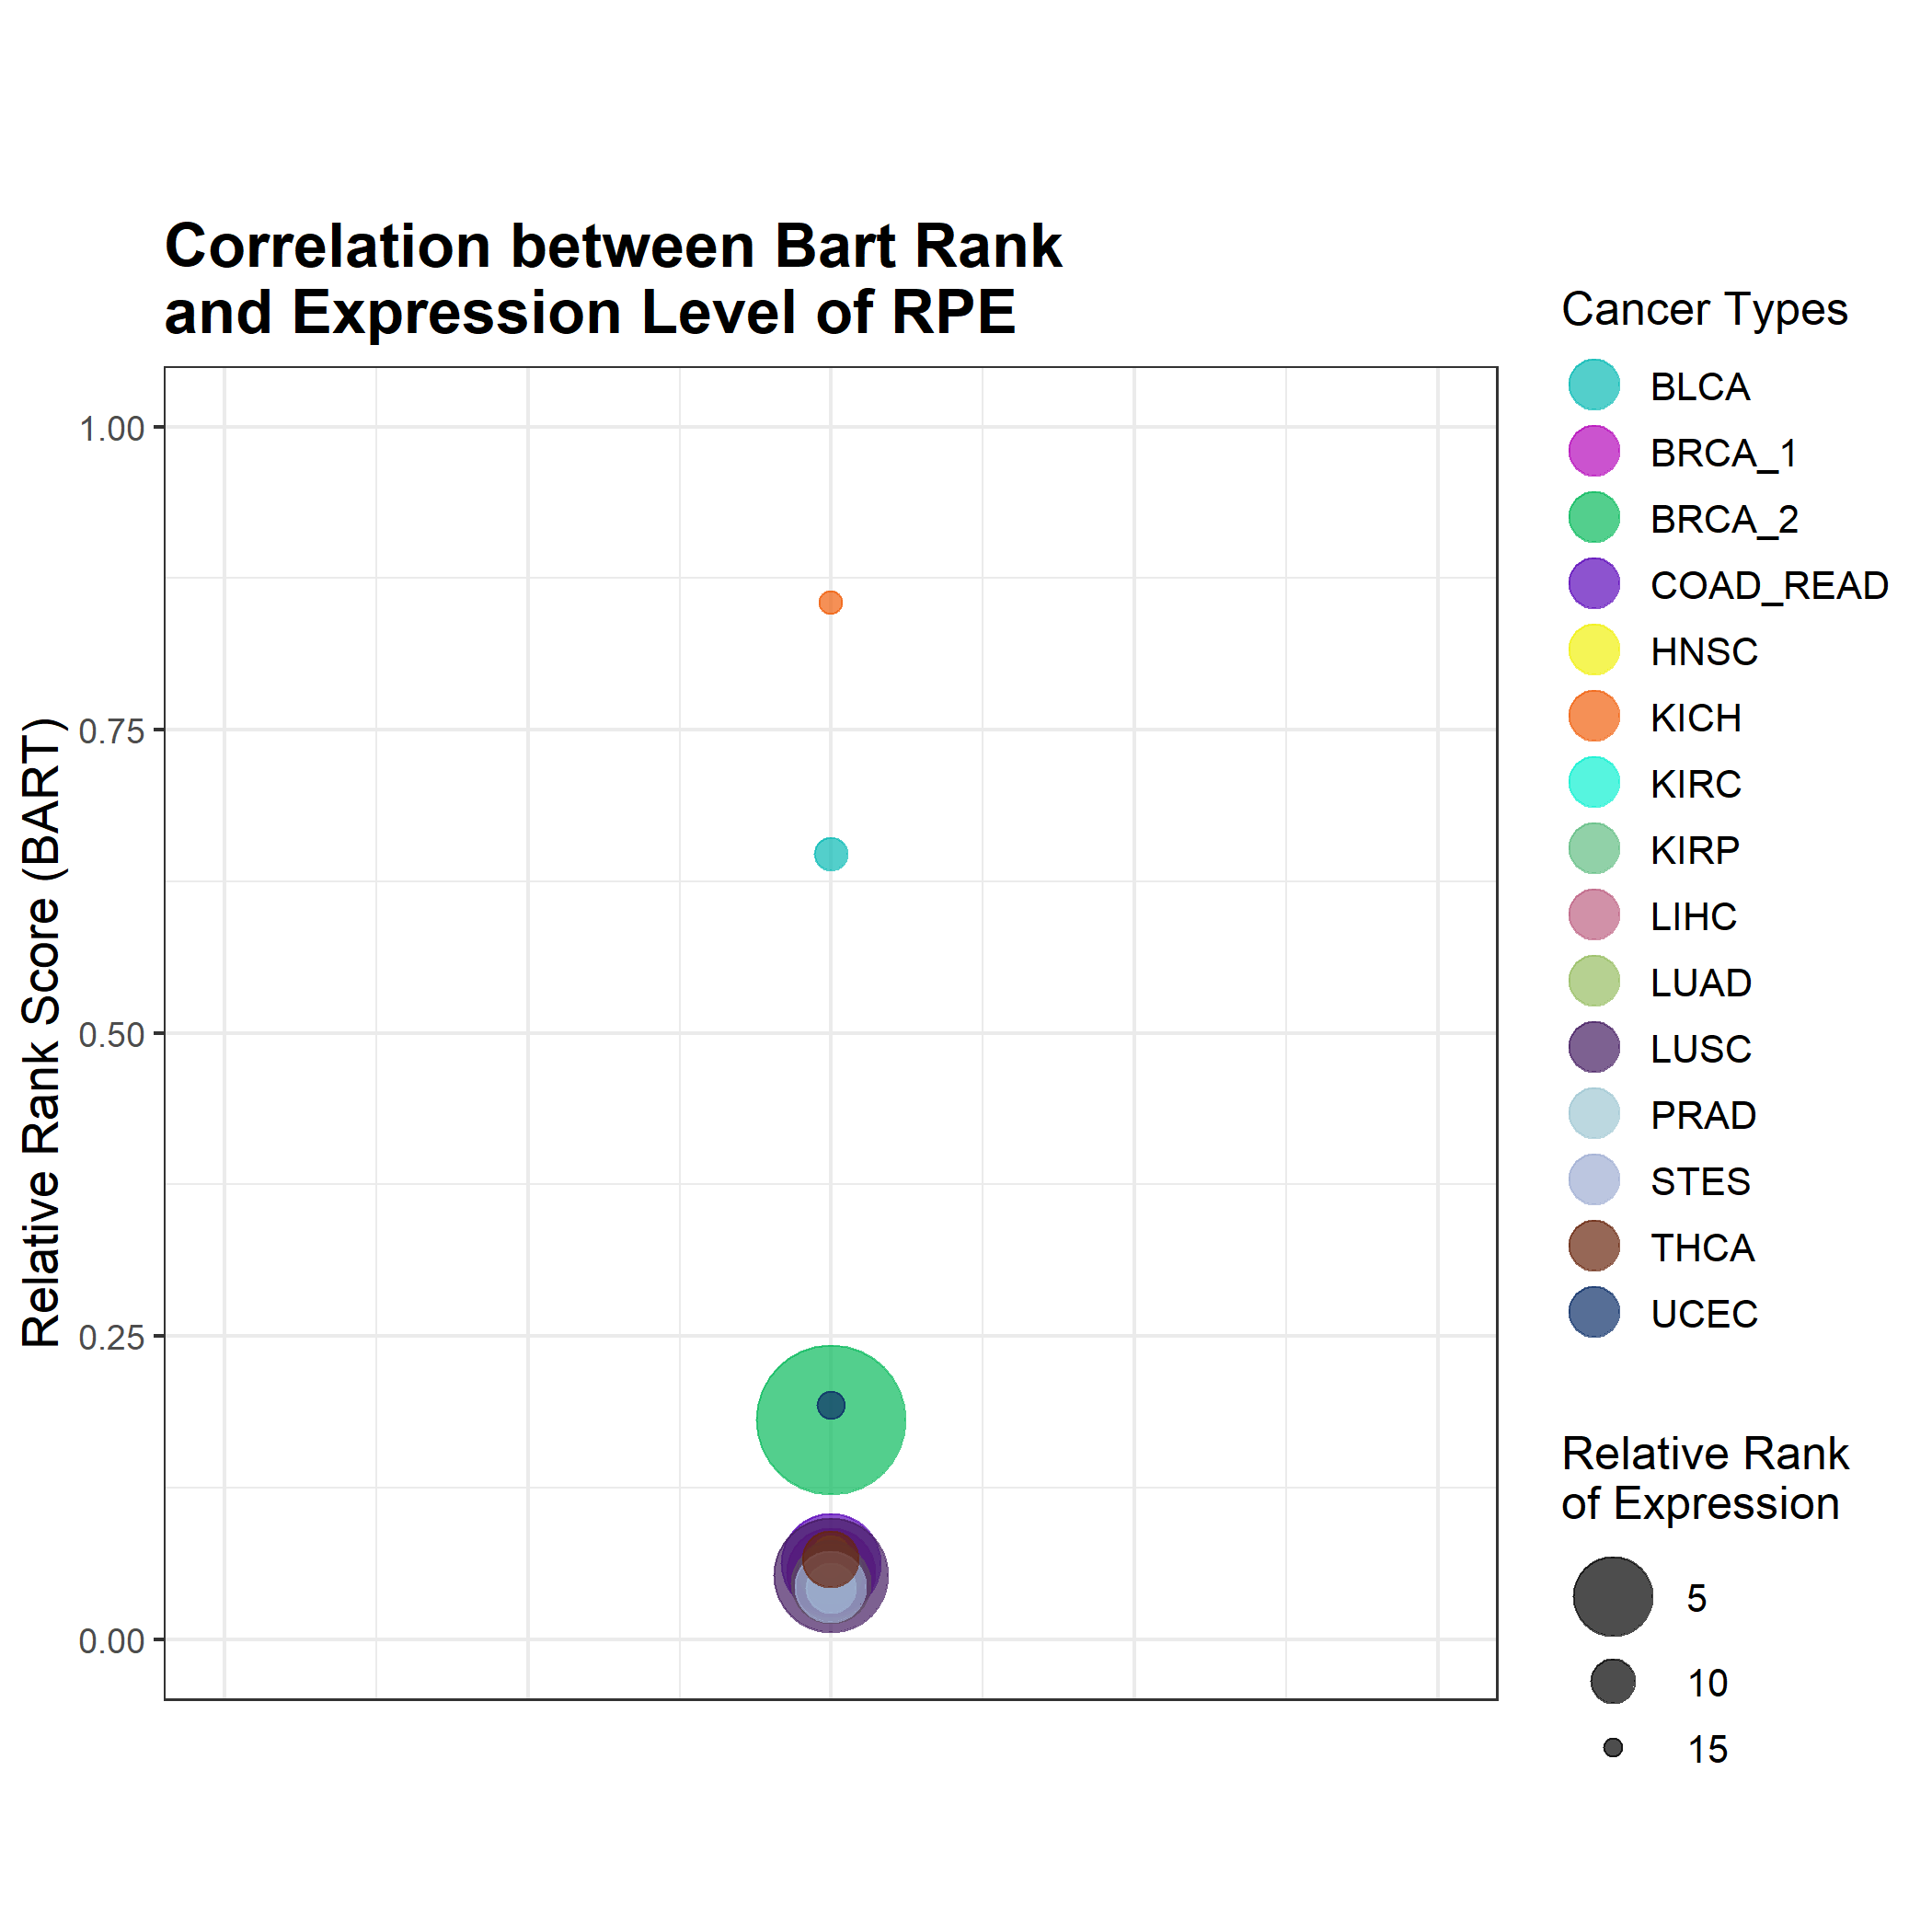 Correlation between Bart Rank
and Expression Level of RPE
Relative Rank Score (BART)
1.00
0.75
0.50
0.25
0.00
Cancer Types
BLCA
BRCA_1
BRCA_2
COAD_READ
HNSC
KICH
KIRC
KIRP
LIHC
LUAD
LUSC
PRAD
STES
THCA
UCEC
Relative Rank
of Expression
5
10
15